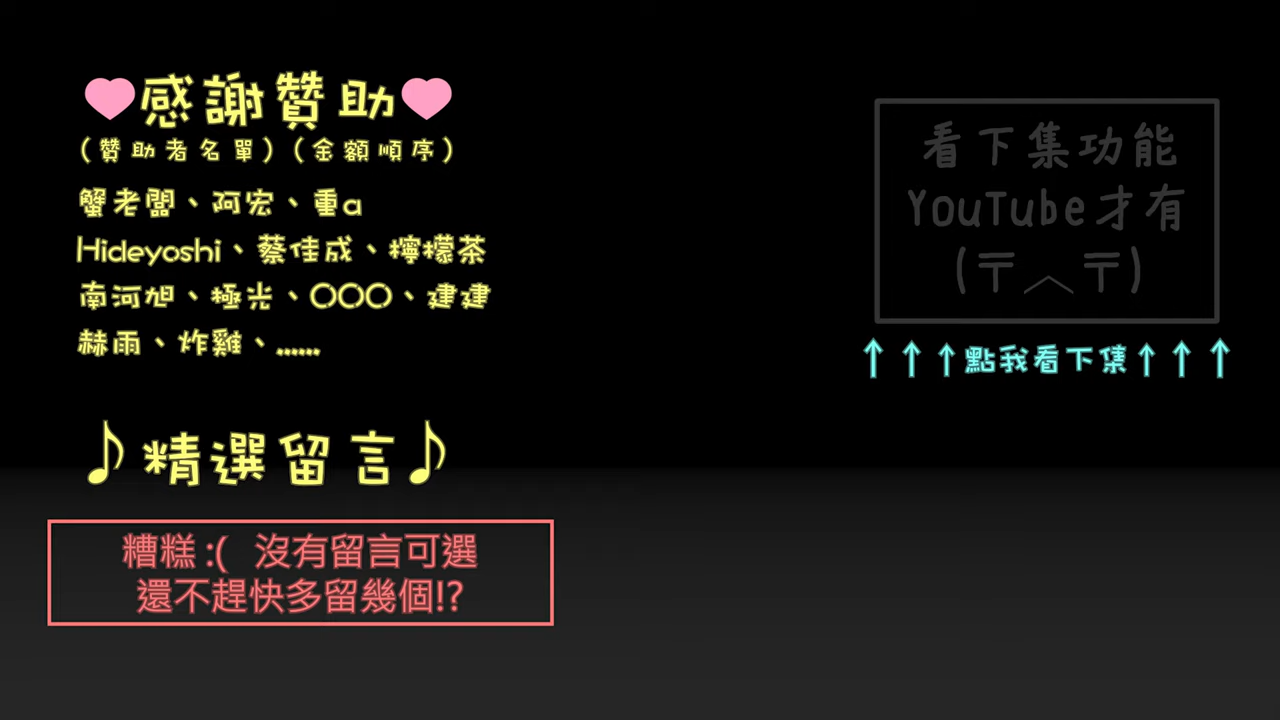 感謝贊助
(贊助者名單)(金額順序)
蟹老闆、阿宏、重a
Hideyoshi、蔡佳成、檸檬茶
南河旭、極光、OOO、建建
赫雨、炸雞、......
♪精選留言♪
糟糕 :( 沒有留言可選
還不趕快多留幾個!?
看下集功能
YouTube才有
(〒︿〒)
↑↑↑點我看下集↑↑↑